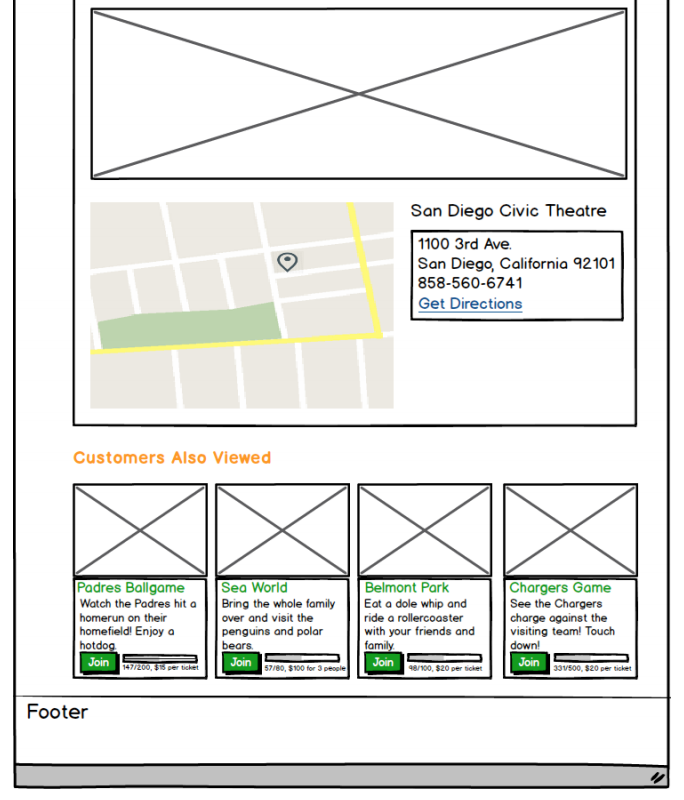 San Diego Civic Theatre
1100 3rd Ave.
San Diego, California 92101
858-560-6741
Get Directions
Customers Also Viewed
Padres Ballgame
Watch the Padres hit a
homerun on their
homefield! Enjoy a
hotdog.
Join
147/200, $15 per ticket
Sea World
Bring the whole family
over and visit the
penguins and polar
bears.
Join
57/80, $100 for 3 people
Belmont Park
Eat a dole whip and
ride a rollercoaster
with your friends and
family.
Join
98/100, $20 per ticket
Chargers Game
See the Chargers
charge against the
visiting team! Touch
down!
Join
331/500, $20 per ticket
Footer